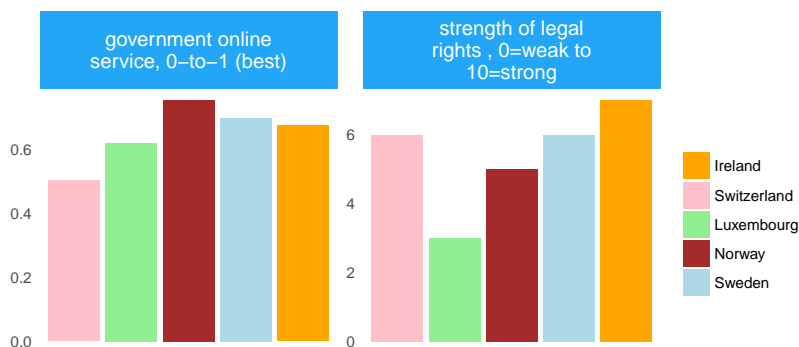 government online
service, 0−to−1 (best)
strength of legal
rights , 0=weak to
10=strong
0.6
0.4
0.2
0.0
6
4
2
0
Ireland
Switzerland
Luxembourg
Norway
Sweden